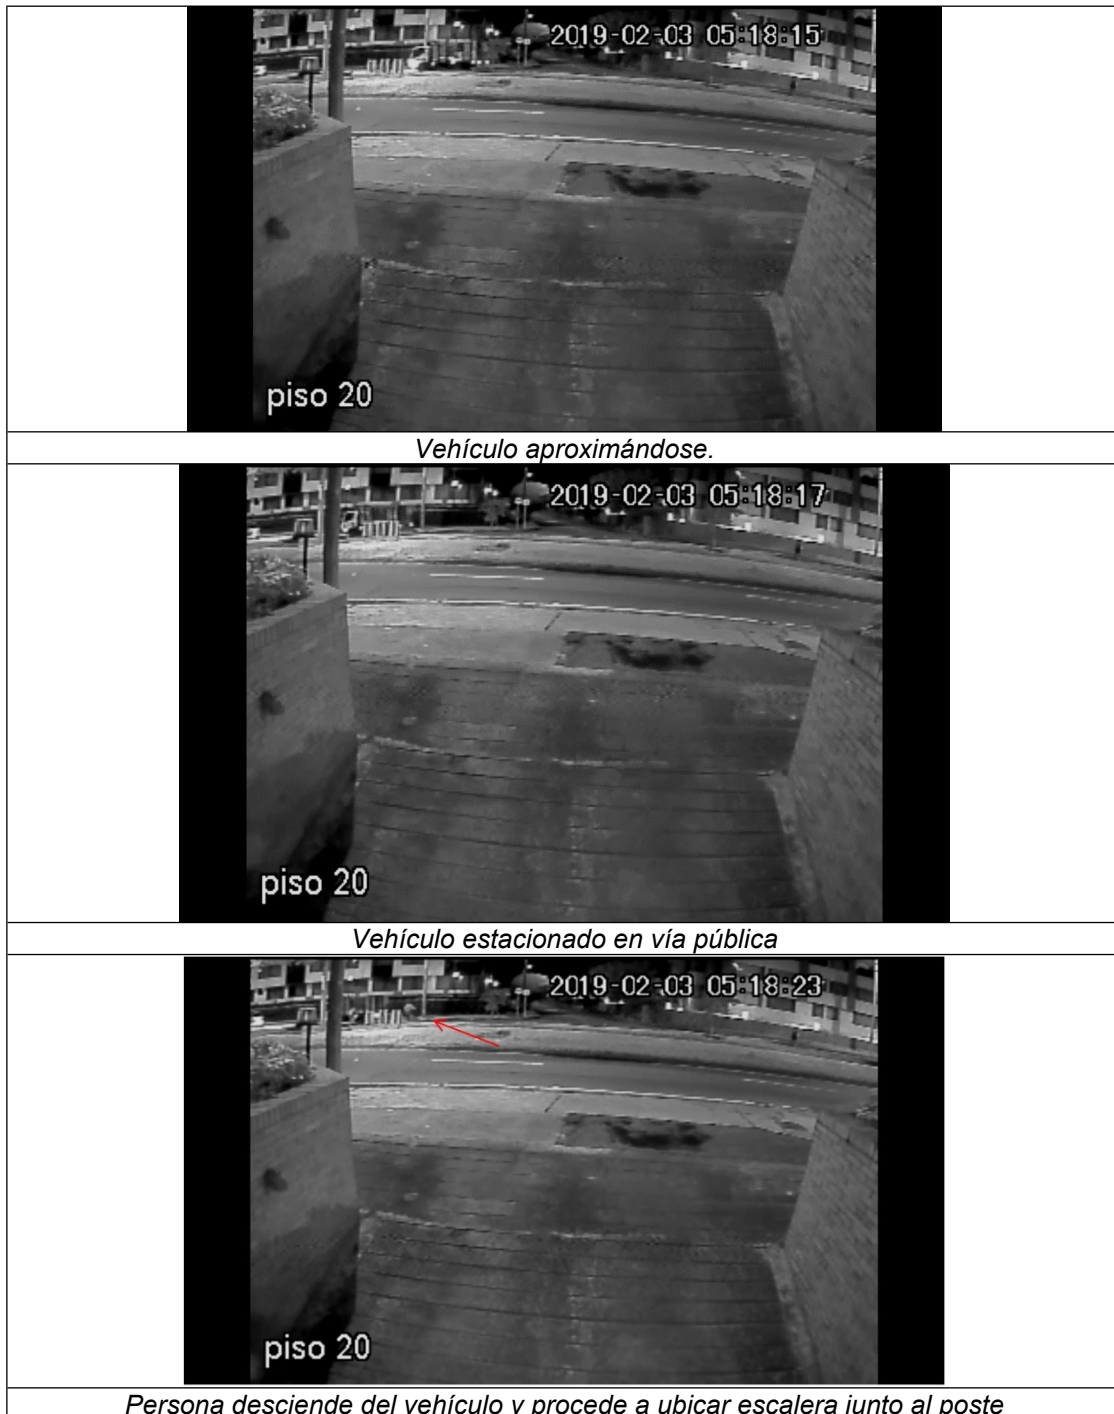 2019-02-03 05:18:15
piso 20
Vehículo aproximándose.
2019-02-03 05:18:17
piso 20
Vehículo estacionado en vía pública
2019-02-03 05:18:23
piso 20
Persona desciende del vehículo y procede a ubicar escalera junto al poste